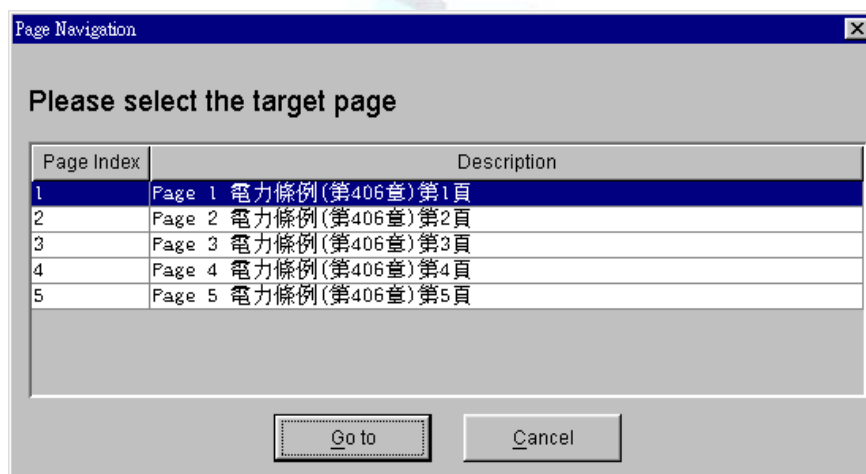 Page Navigation
Please select the target page
Page Index Description
1 Page 1 電力條例(第406章)第1頁
2 Page 2 電力條例(第406章)第2頁
3 Page 3 電力條例(第406章)第3頁
4 Page 4 電力條例(第406章)第4頁
5 Page 5 電力條例(第406章)第5頁
Go to Cancel